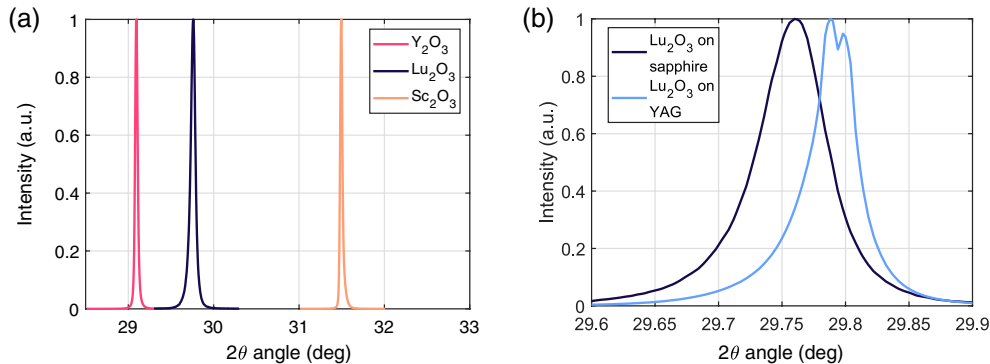 (a)
Intensity (a.u.)
1
0.8
0.6
0.4
0.2
0
29
30
31
32
33
2θ angle (deg)
Y₂O₃
Lu₂O₃
Sc₂O₃
(b)
Intensity (a.u.)
1
0.8
0.6
0.4
0.2
0
29.6
29.65
29.7
29.75
29.8
29.85
29.9
2θ angle (deg)
Lu₂O₃ on
sapphire
Lu₂O₃ on
YAG